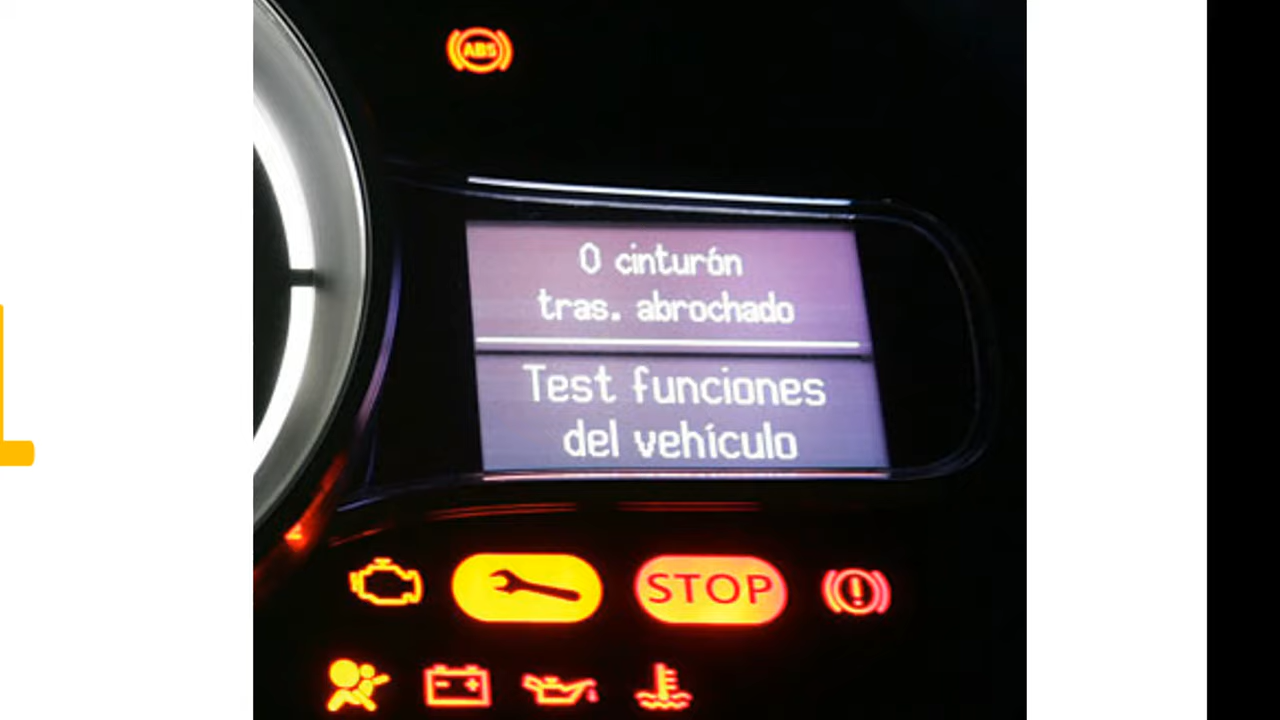 ABS
0 cinturón
tras. abrochado
Test funciones
del vehículo
STOP